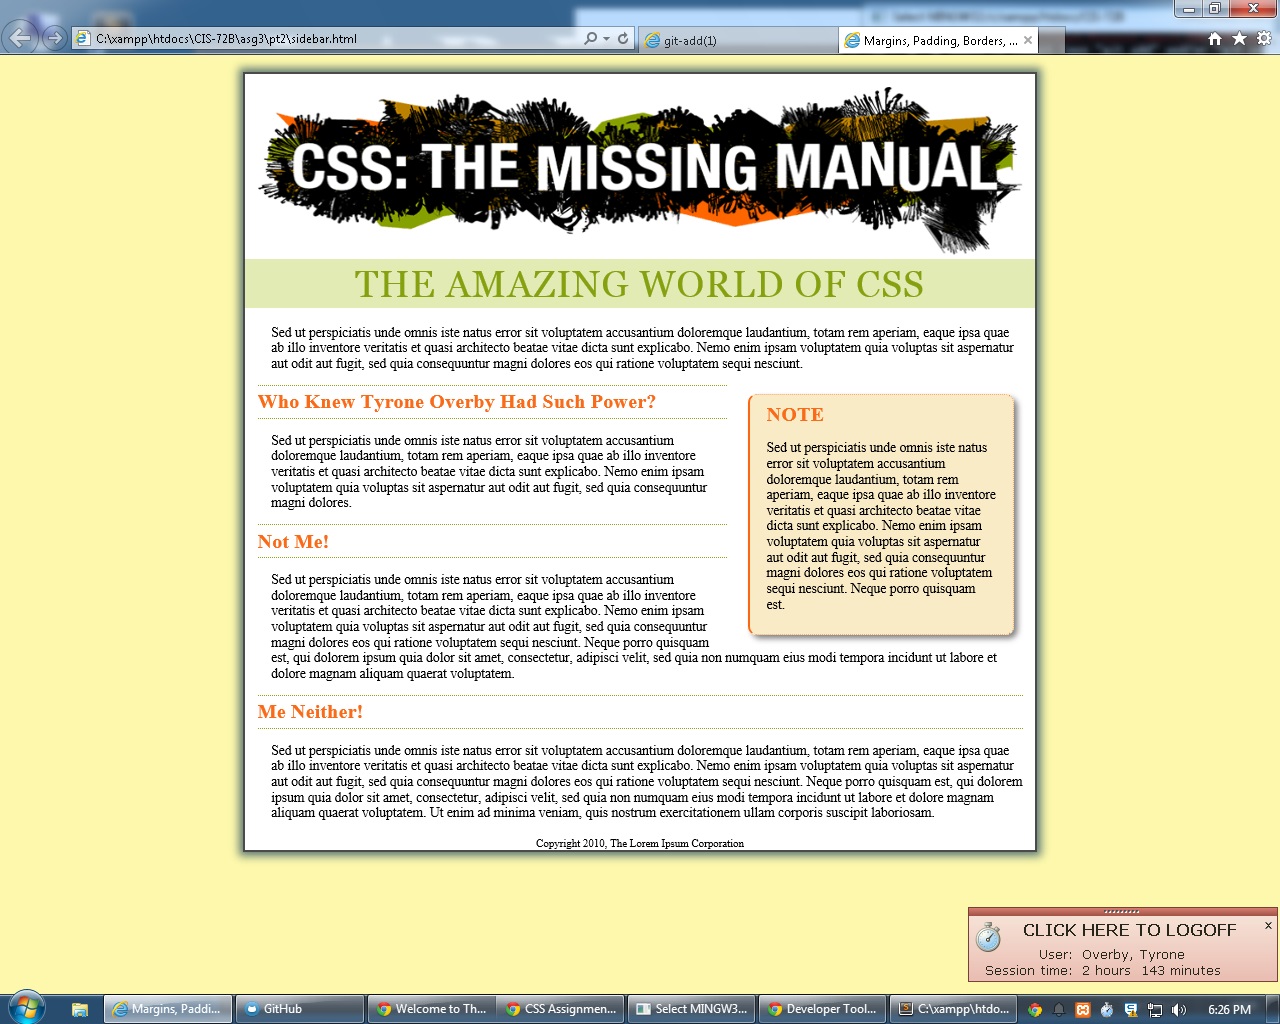 Select MINGW32:/c/xampp/htdocs/CIS-72B
C:\xampp\htdocs\CIS-72B\asg3\pt2\sidebar.html
git-add(1)
Margins, Padding, Borders, ...
CSS: THE MISSING MANUAL
THE AMAZING WORLD OF CSS
Sed ut perspiciatis unde omnis iste natus error sit voluptatem accusantium doloremque laudantium, totam rem aperiam, eaque ipsa quae
ab illo inventore veritatis et quasi architecto beatae vitae dicta sunt explicabo. Nemo enim ipsam voluptatem quia voluptas sit aspernatur
aut odit aut fugit, sed quia consequuntur magni dolores eos qui ratione voluptatem sequi nesciunt.
Who Knew Tyrone Overby Had Such Power?
Sed ut perspiciatis unde omnis iste natus error sit voluptatem accusantium
doloremque laudantium, totam rem aperiam, eaque ipsa quae ab illo inventore
veritatis et quasi architecto beatae vitae dicta sunt explicabo. Nemo enim ipsam
voluptatem quia voluptas sit aspernatur aut odit aut fugit, sed quia consequuntur
magni dolores.
NOTE
Sed ut perspiciatis unde omnis iste natus
error sit voluptatem accusantium
doloremque laudantium, totam rem
aperiam, eaque ipsa quae ab illo inventore
veritatis et quasi architecto beatae vitae
dicta sunt explicabo. Nemo enim ipsam
voluptatem quia voluptas sit aspernatur
aut odit aut fugit, sed quia consequuntur
magni dolores eos qui ratione voluptatem
sequi nesciunt. Neque porro quisquam
est.
Not Me!
Sed ut perspiciatis unde omnis iste natus error sit voluptatem accusantium
doloremque laudantium, totam rem aperiam, eaque ipsa quae ab illo inventore
veritatis et quasi architecto beatae vitae dicta sunt explicabo. Nemo enim ipsam
voluptatem quia voluptas sit aspernatur aut odit aut fugit, sed quia consequuntur
magni dolores eos qui ratione voluptatem sequi nesciunt. Neque porro quisquam
est, qui dolorem ipsum quia dolor sit amet, consectetur, adipisci velit, sed quia non numquam eius modi tempora incidunt ut labore et
dolore magnam aliquam quaerat voluptatem.
Me Neither!
Sed ut perspiciatis unde omnis iste natus error sit voluptatem accusantium doloremque laudantium, totam rem aperiam, eaque ipsa quae
ab illo inventore veritatis et quasi architecto beatae vitae dicta sunt explicabo. Nemo enim ipsam voluptatem quia voluptas sit aspernatur
aut odit aut fugit, sed quia consequuntur magni dolores eos qui ratione voluptatem sequi nesciunt. Neque porro quisquam est, qui dolorem
ipsum quia dolor sit amet, consectetur, adipisci velit, sed quia non numquam eius modi tempora incidunt ut labore et dolore magnam
aliquam quaerat voluptatem. Ut enim ad minima veniam, quis nostrum exercitationem ullam corporis suscipit laboriosam.
Copyright 2010, The Lorem Ipsum Corporation
CLICK HERE TO LOGOFF
User: Overby, Tyrone
Session time: 2 hours 143 minutes
Margins, Paddi...
GitHub
Welcome to Th...
CSS Assignmen...
Select MINGW3...
Developer Tool...
C:\xampp\htdo...
6:26 PM